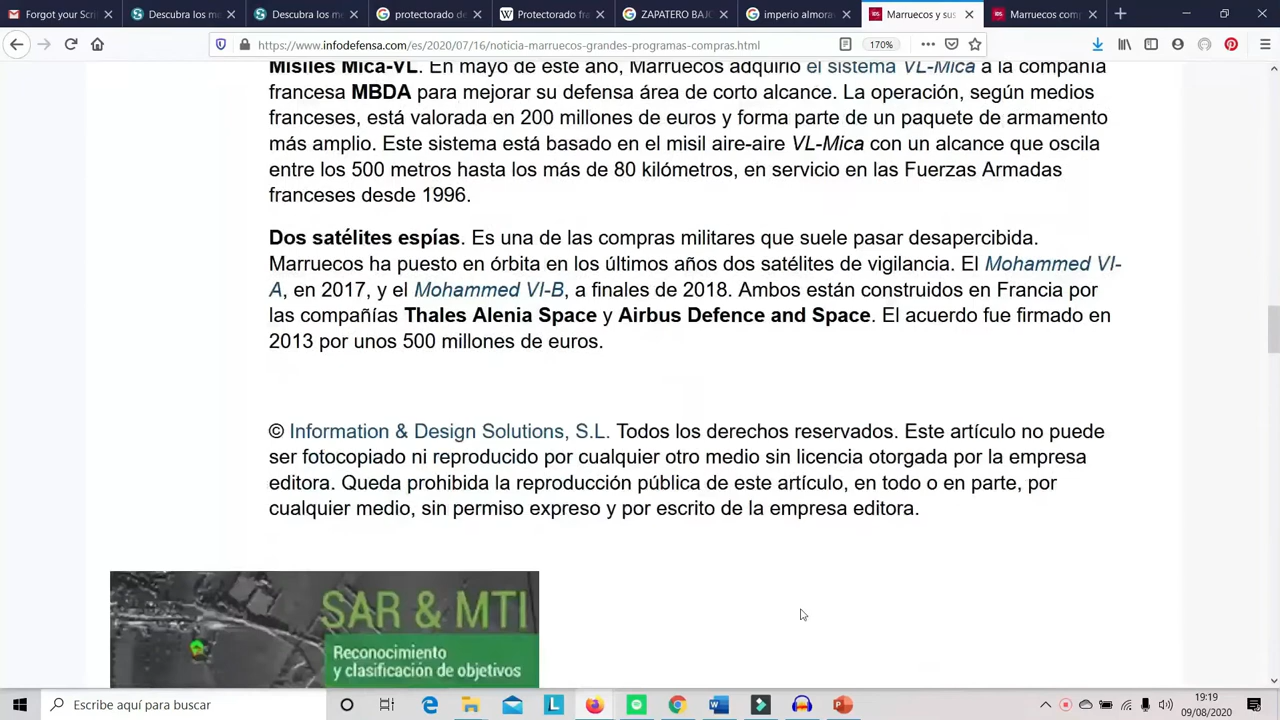 Forgot your Scri
Descubre los me
Descubra los m
protectorado de
Protectorado fra
ZAPATERO BAJO
imperio almoras
Marruecos y sus
Marruecos comp
https://www.infodefensa.com/es/2020/07/16/noticia-marruecos-grandes-programas-compras.html
170%
Misiles Mica-VL. En mayo de este año, Marruecos adquirió el sistema VL-Mica a la compañía
francesa MBDA para mejorar su defensa área de corto alcance. La operación, según medios
franceses, está valorada en 200 millones de euros y forma parte de un paquete de armamento
más amplio. Este sistema está basado en el misil aire-aire VL-Mica con un alcance que oscila
entre los 500 metros hasta los más de 80 kilómetros, en servicio en las Fuerzas Armadas
franceses desde 1996.
Dos satélites espías. Es una de las compras militares que suele pasar desapercibida.
Marruecos ha puesto en órbita en los últimos años dos satélites de vigilancia. El Mohammed VI-
A, en 2017, y el Mohammed VI-B, a finales de 2018. Ambos están construidos en Francia por
las compañías Thales Alenia Space y Airbus Defence and Space. El acuerdo fue firmado en
2013 por unos 500 millones de euros.
© Information & Design Solutions, S.L. Todos los derechos reservados. Este artículo no puede
ser fotocopiado ni reproducido por cualquier otro medio sin licencia otorgada por la empresa
editora. Queda prohibida la reproducción pública de este artículo, en todo o en parte, por
cualquier medio, sin permiso expreso y por escrito de la empresa editora.
SAR & MTI
Reconocimiento
y clasificación de objetivos
Escribe aquí para buscar
19:19
09/08/2020